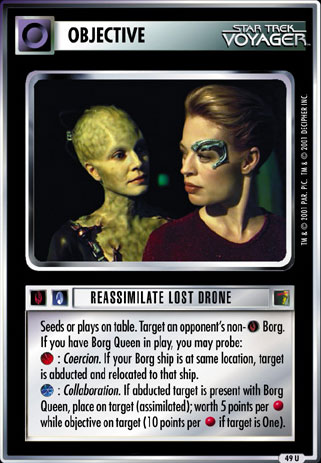 OBJECTIVE
STAR TREK
VOYAGER™
™ & © 2001 PAR. PIC. TM & © 2001 DECIPHER INC.
REASSIMILATE LOST DRONE
Seeds or plays on table. Target an opponent's non- Borg.
If you have Borg Queen in play, you may probe:
: Coercion. If your Borg ship is at same location, target
is abducted and relocated to that ship.
: Collaboration. If abducted target is present with Borg
Queen, place on target (assimilated); worth 5 points per
while objective on target (10 points per if target is One).
49 U